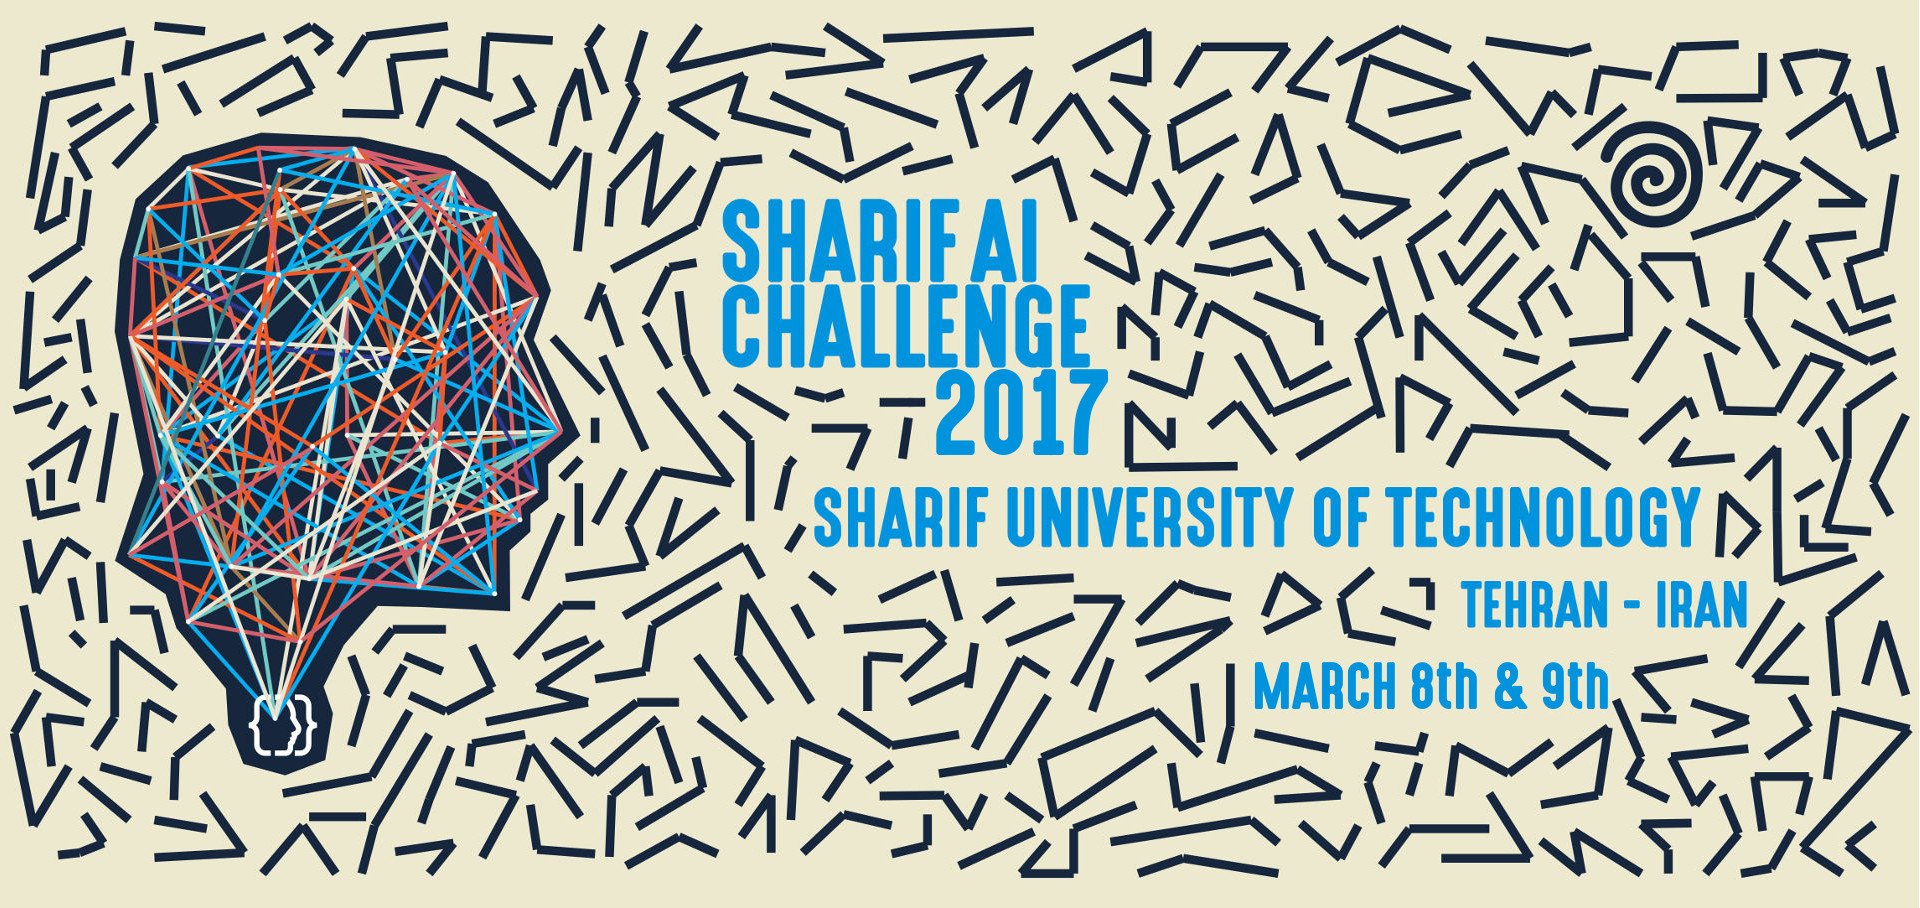 SHARIF AI
CHALLENGE
2017
SHARIF UNIVERSITY OF TECHNOLOGY
TEHRAN - IRAN
MARCH 8th & 9th